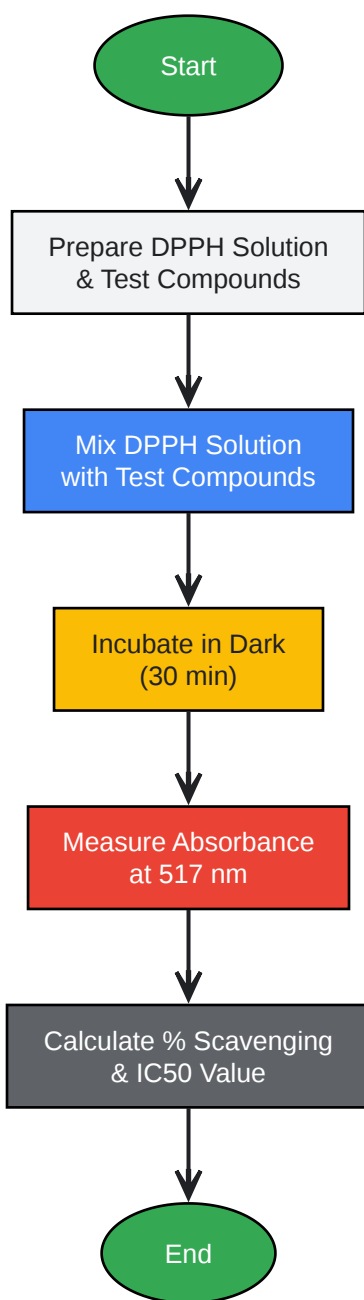 Start
Prepare DPPH Solution
& Test Compounds
Mix DPPH Solution
with Test Compounds
Incubate in Dark
(30 min)
Measure Absorbance
at 517 nm
Calculate % Scavenging
& IC50 Value
End